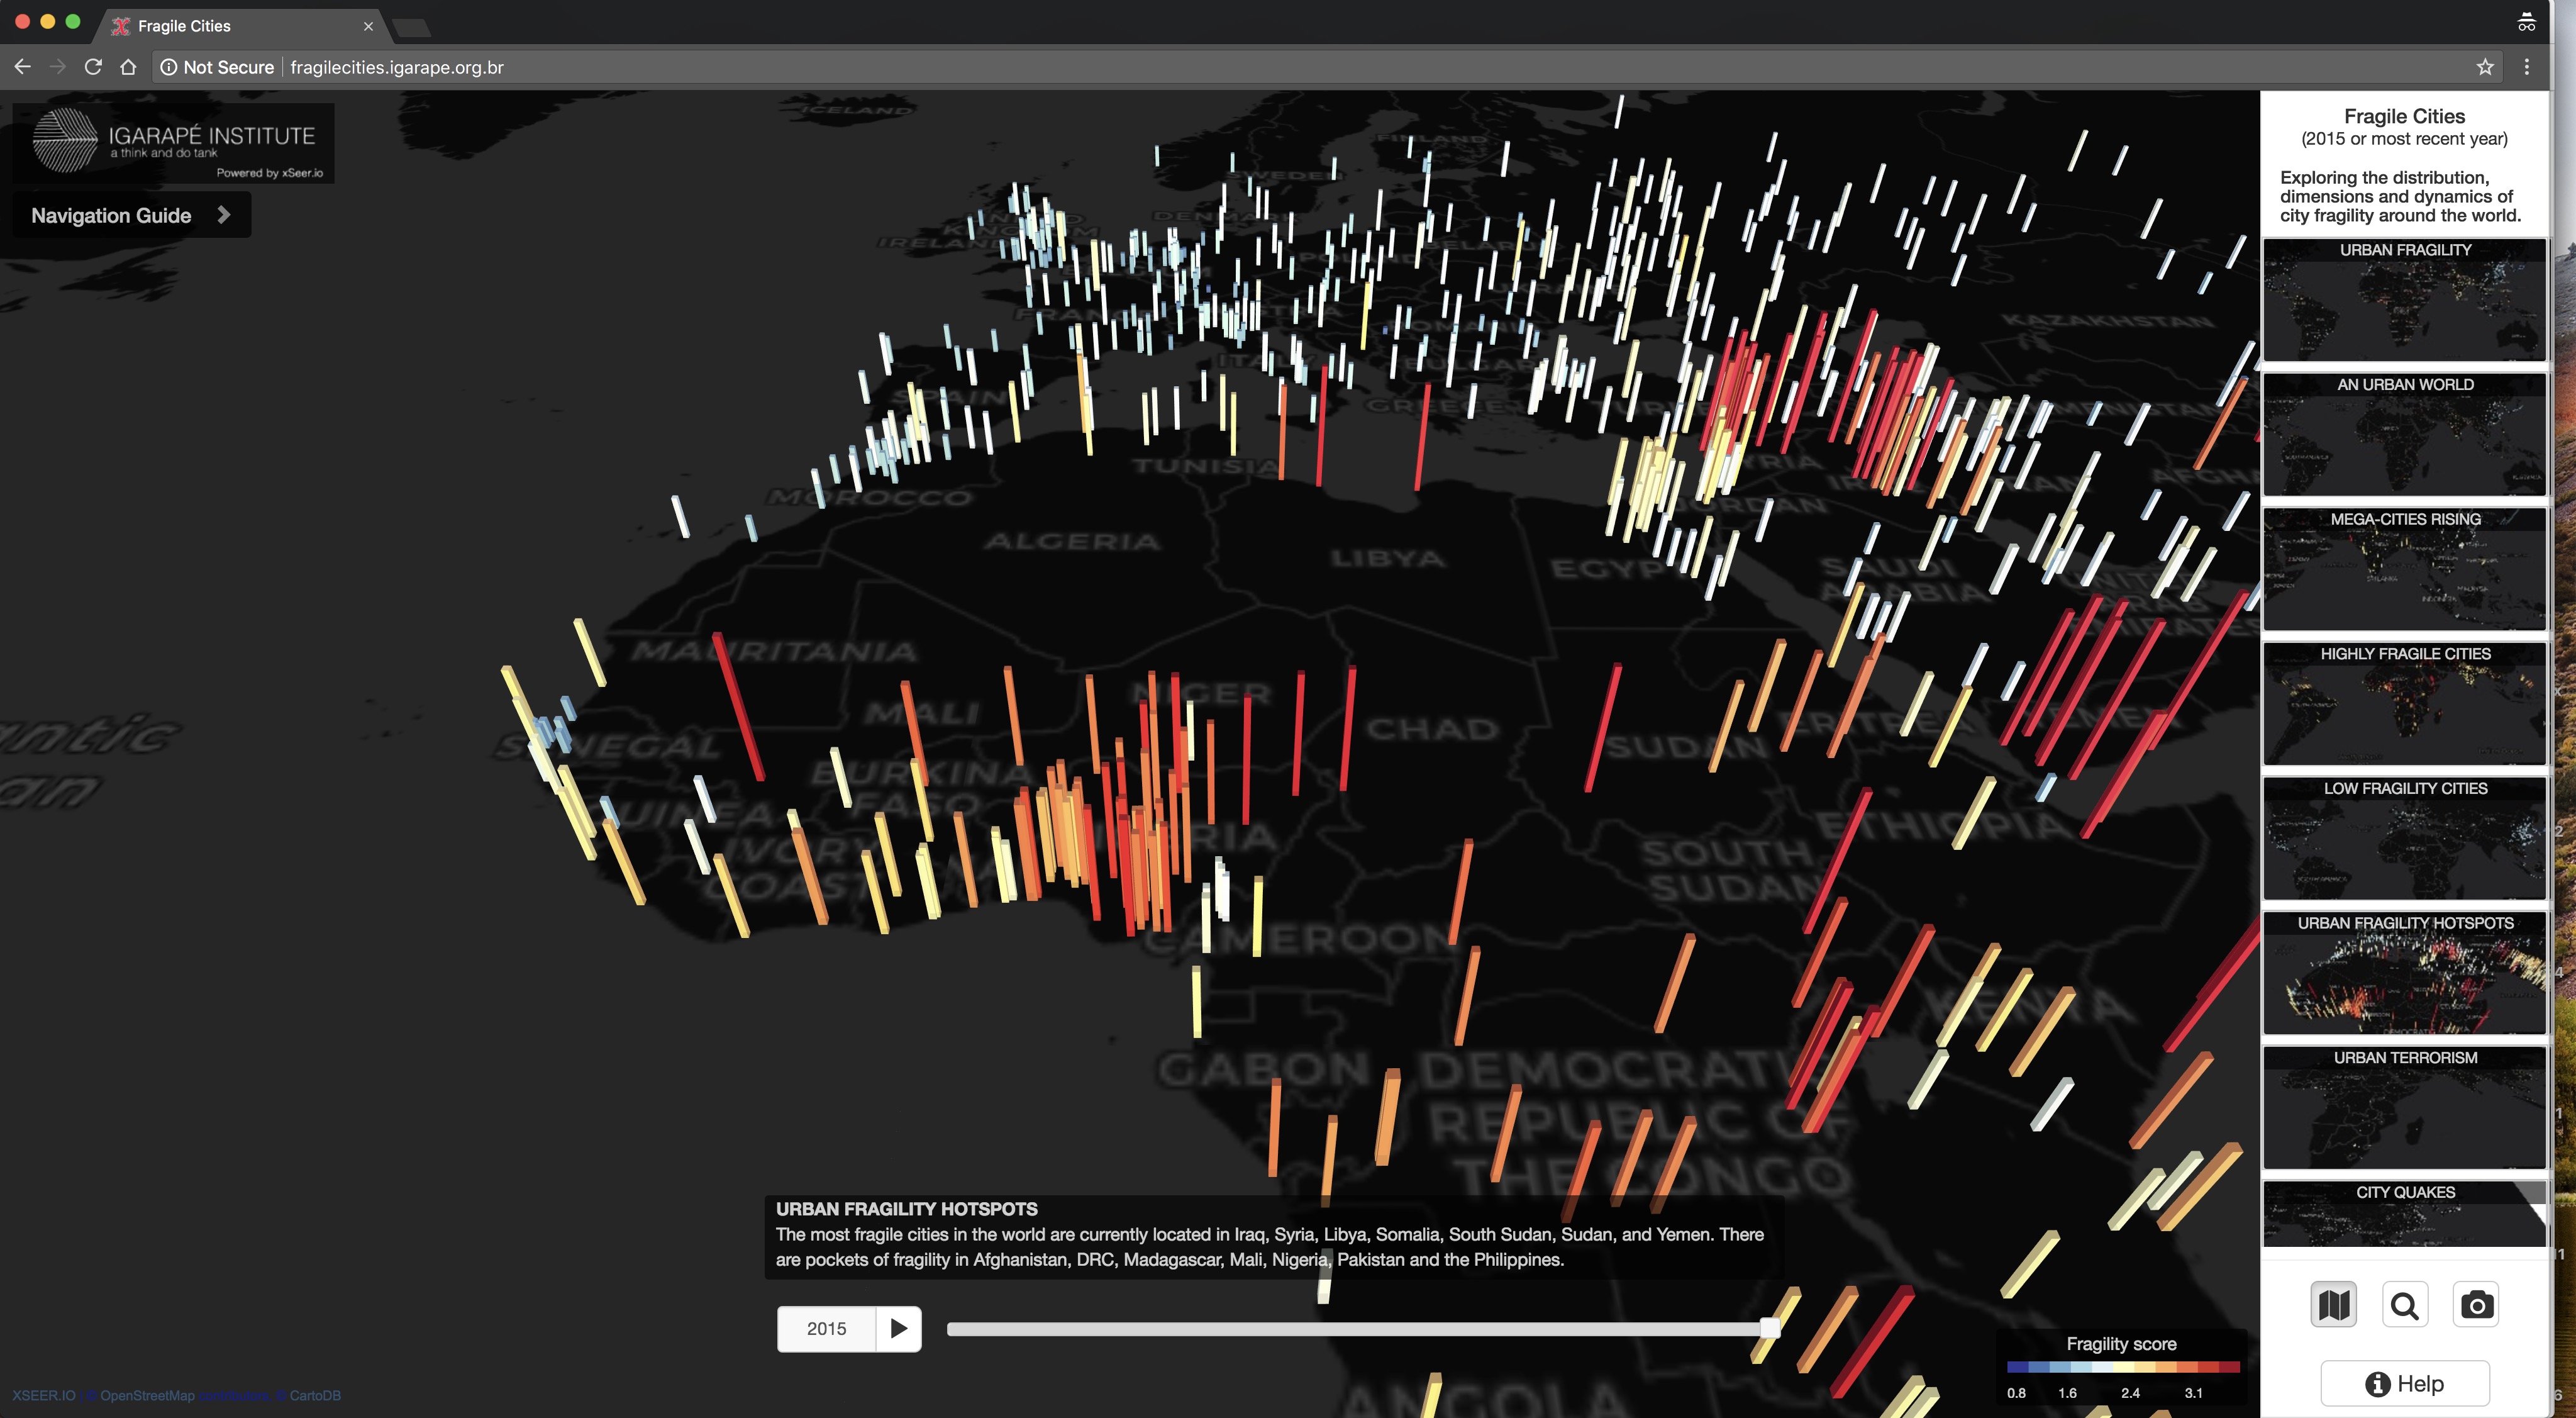 Fragile Cities
Not Secure
fragilecities.igarape.org.br
IGARAPÉ INSTITUTE
a think and do tank
Powered by xSeer.io
Navigation Guide
ICELAND
FINLAND
SWEDEN
DENMARK
IRELAND
SPAIN
ITALY
GREECE
KAZAKHSTAN
TUNISIA
MOROCCO
SYRIA
JORDAN
ALGERIA
LIBYA
EGYP
SAUDI
ARABIA
UNITED
ARAB
EMIRATES
MAURITANIA
MALI
NIGER
CHAD
SUDAN
ERITREA
YEMEN
SENEGAL
BURKINA
FASO
GUINEA
IVORY
COAST
ETHIOPIA
SOUTH
SUDAN
CAMEROON
KENYA
GABON
DEMOCRATI
REPUBLIC OF
THE CONGO
ANGOLA
antic
an
URBAN FRAGILITY HOTSPOTS
The most fragile cities in the world are currently located in Iraq, Syria, Libya, Somalia, South Sudan, Sudan, and Yemen. There
are pockets of fragility in Afghanistan, DRC, Madagascar, Mali, Nigeria, Pakistan and the Philippines.
2015
Fragility score
0.8 1.6 2.4 3.1
XSEER.IO
OpenStreetMap
CartoDB
Fragile Cities
(2015 or most recent year)
Exploring the distribution,
dimensions and dynamics of
city fragility around the world.
URBAN FRAGILITY
AN URBAN WORLD
MEGA-CITIES RISING
HIGHLY FRAGILE CITIES
LOW FRAGILITY CITIES
URBAN FRAGILITY HOTSPOTS
URBAN TERRORISM
CITY QUAKES
Help